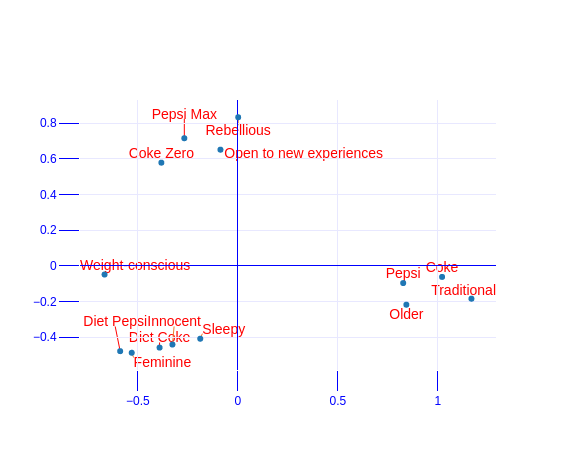 Pepsi Max
0.8
Rebellious
Coke Zero
Open to new experiences
0.6
0.4
0.2
0
Weight conscious
Pepsi
Coke
Traditional
−0.2
Older
Diet Pepsi
Innocent
Sleepy
−0.4
Diet Coke
Feminine
−0.5
0
0.5
1